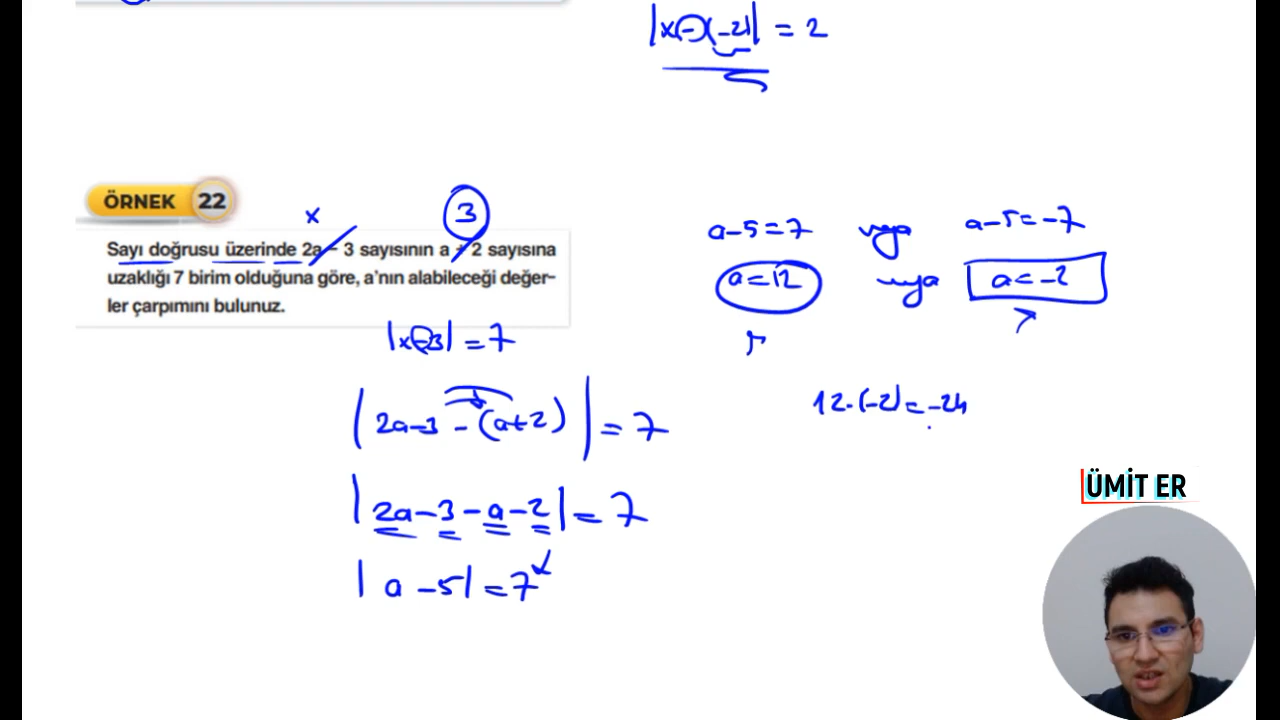 |x-(-2)| = 2
ÖRNEK 22
x
3
Sayı doğrusu üzerinde 2a – 3 sayısının a + 2 sayısına
uzaklığı 7 birim olduğuna göre, a'nın alabileceği değer-
ler çarpımını bulunuz.
|x-3| = 7
|2a-3 - (a+2)| = 7
|2a-3-a-2| = 7
|a-5| = 7
a-5=7 veya a-5=-7
a=12 veya a=-2
12.(-2)=-24
ÜMİT ER